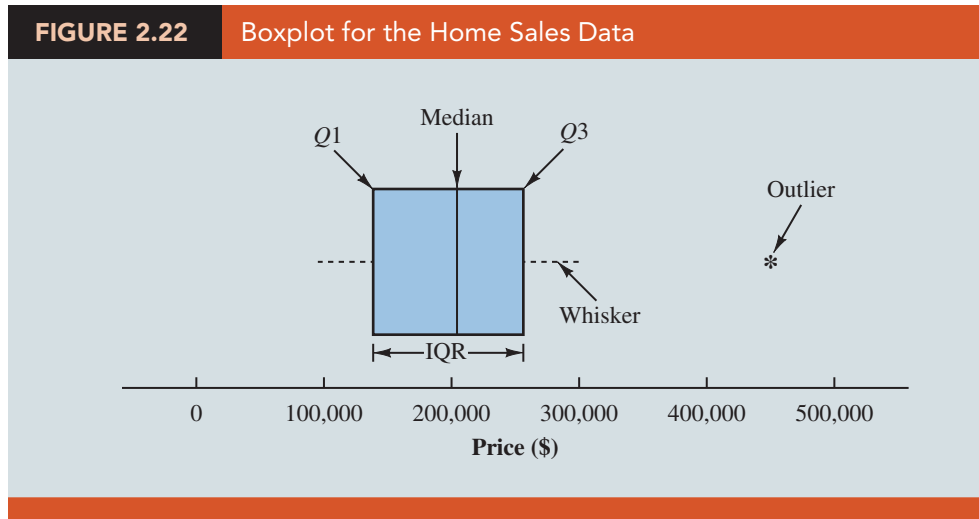 FIGURE 2.22 Boxplot for the Home Sales Data
Median
Q1
Q3
Outlier
Whisker
IQR
0 100,000 200,000 300,000 400,000 500,000
Price ($)